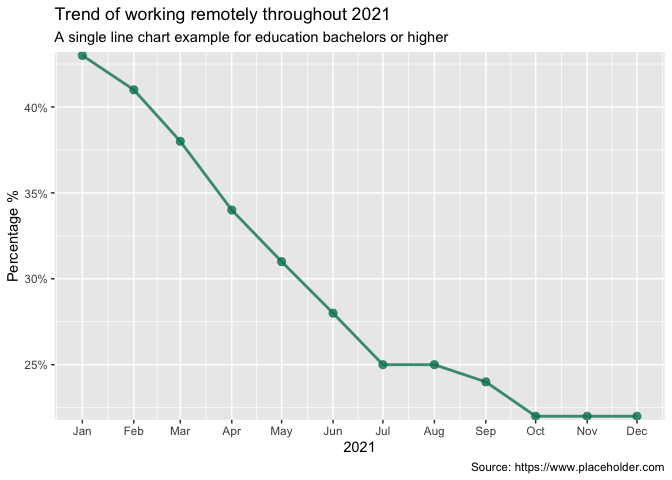 Trend of working remotely throughout 2021
A single line chart example for education bachelors or higher
Percentage %
40%
35%
30%
25%
Jan Feb Mar Apr May Jun Jul Aug Sep Oct Nov Dec
2021
Source: https://www.placeholder.com